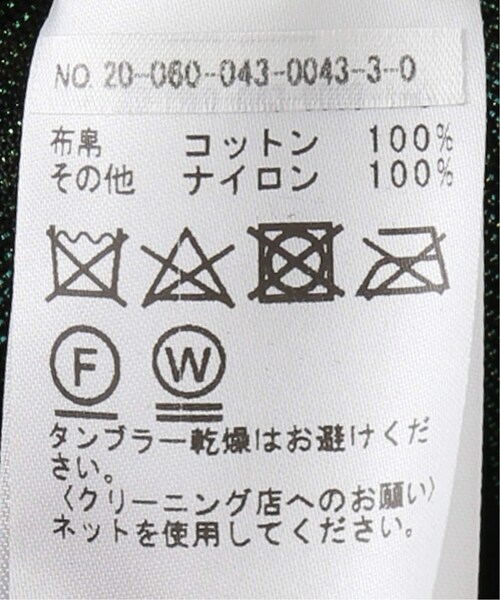 NO. 20-060-043-0043-3-0
布帛 コットン 100%
その他 ナイロン 100%
F W
タンブラー乾燥はお避けくだ
さい。
〈クリーニング店へのお願い〉
ネットを使用してください。